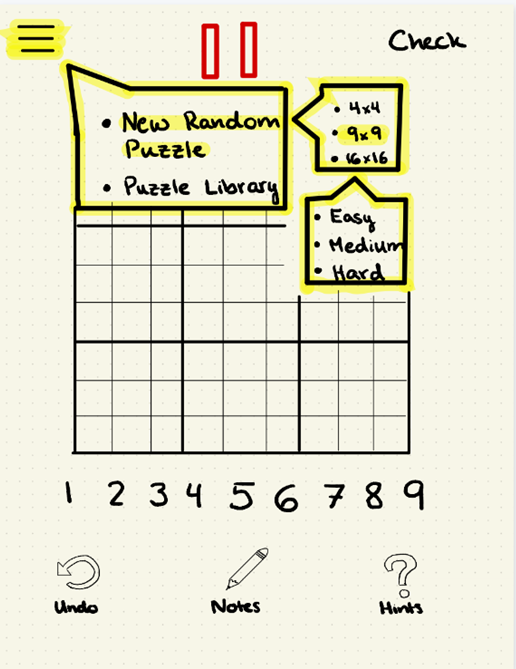 Check
• New Random
Puzzle
• Puzzle Library
• 4x4
• 9x9
• 16x16
• Easy
• Medium
• Hard
1 2 3 4 5 6 7 8 9
Undo Notes Hints